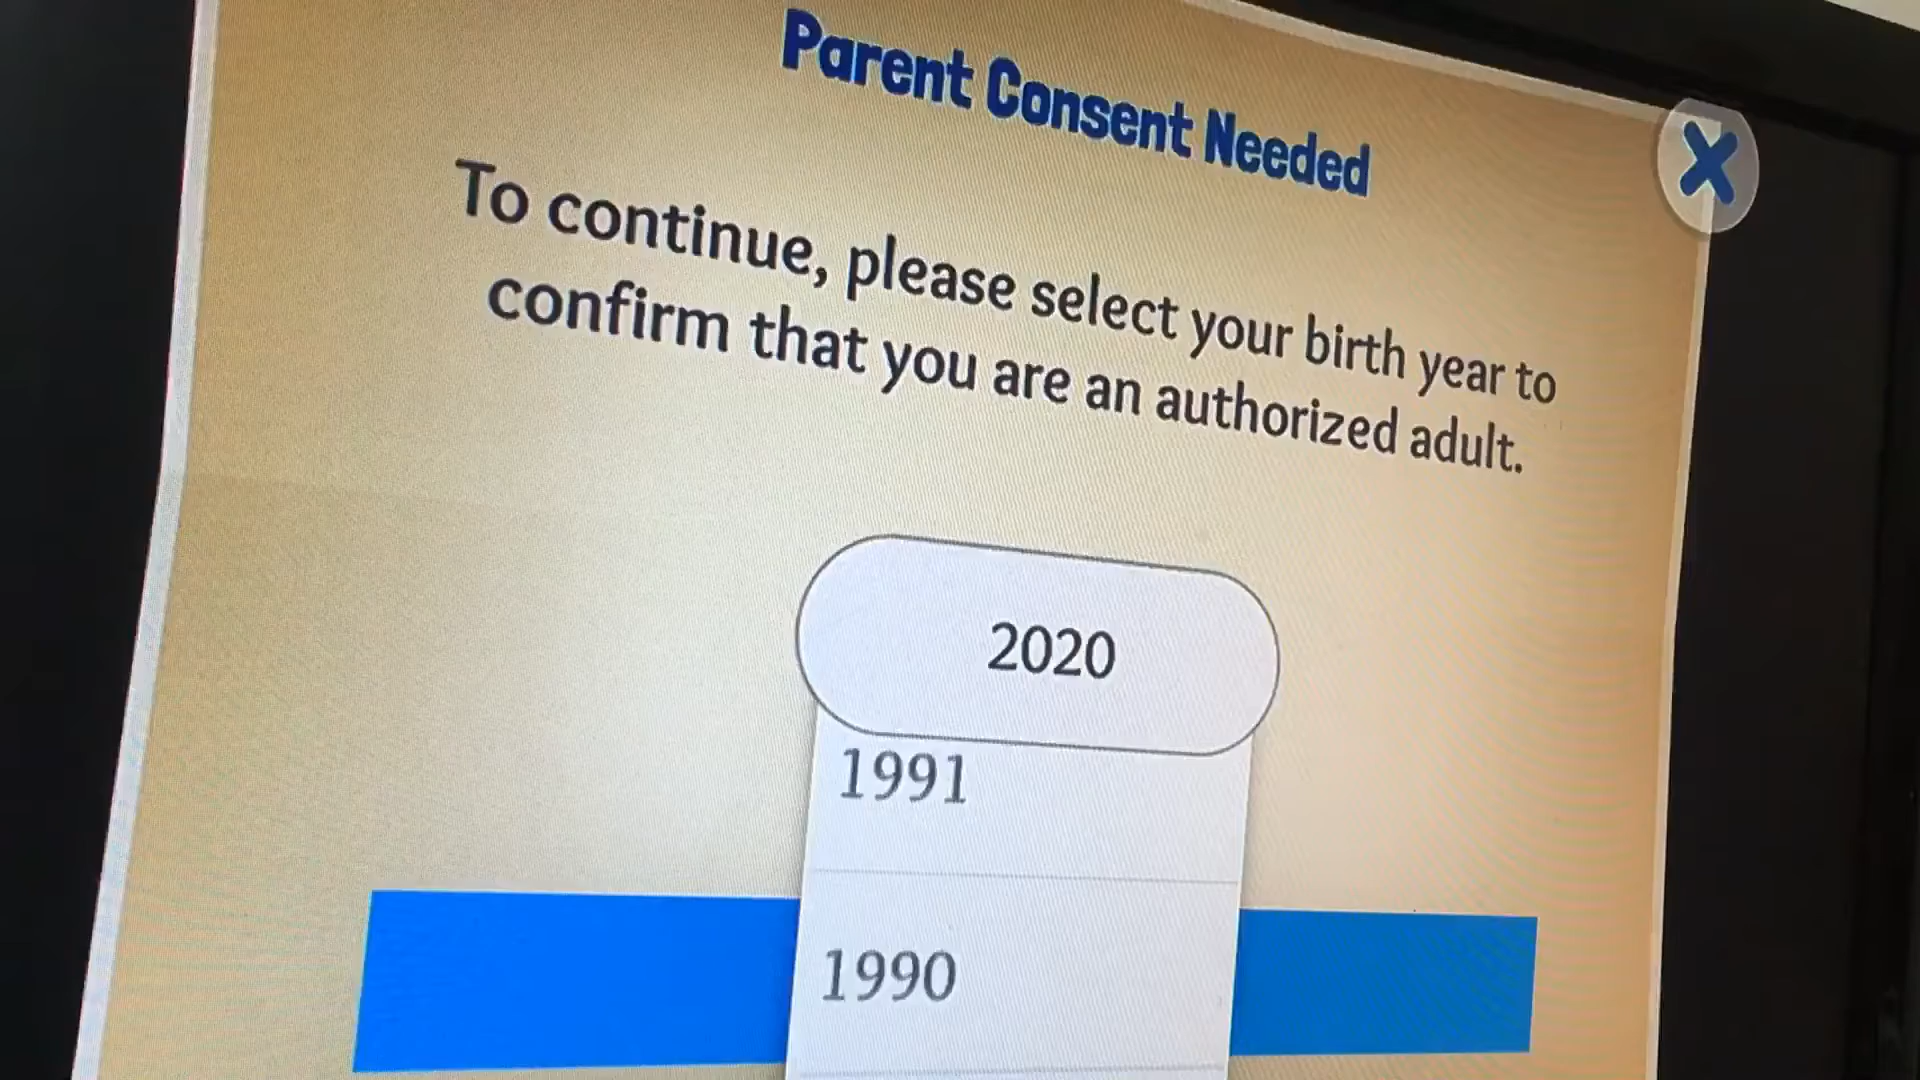 Parent Consent Needed
To continue, please select your birth year to
confirm that you are an authorized adult.
2020
1991
1990